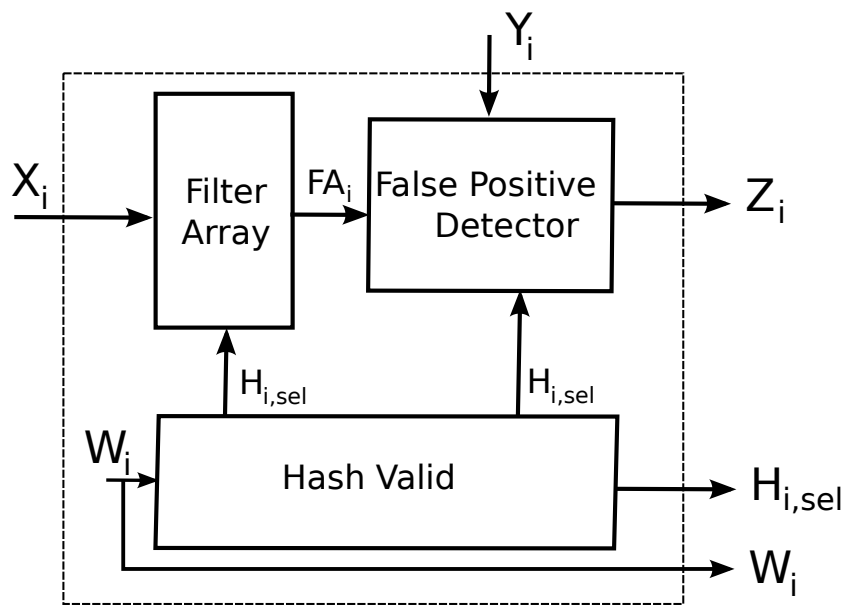 Y_i
X_i
Filter
Array
FA_i
False Positive
Detector
Z_i
H_i,sel
H_i,sel
W_i
Hash Valid
H_i,sel
W_i